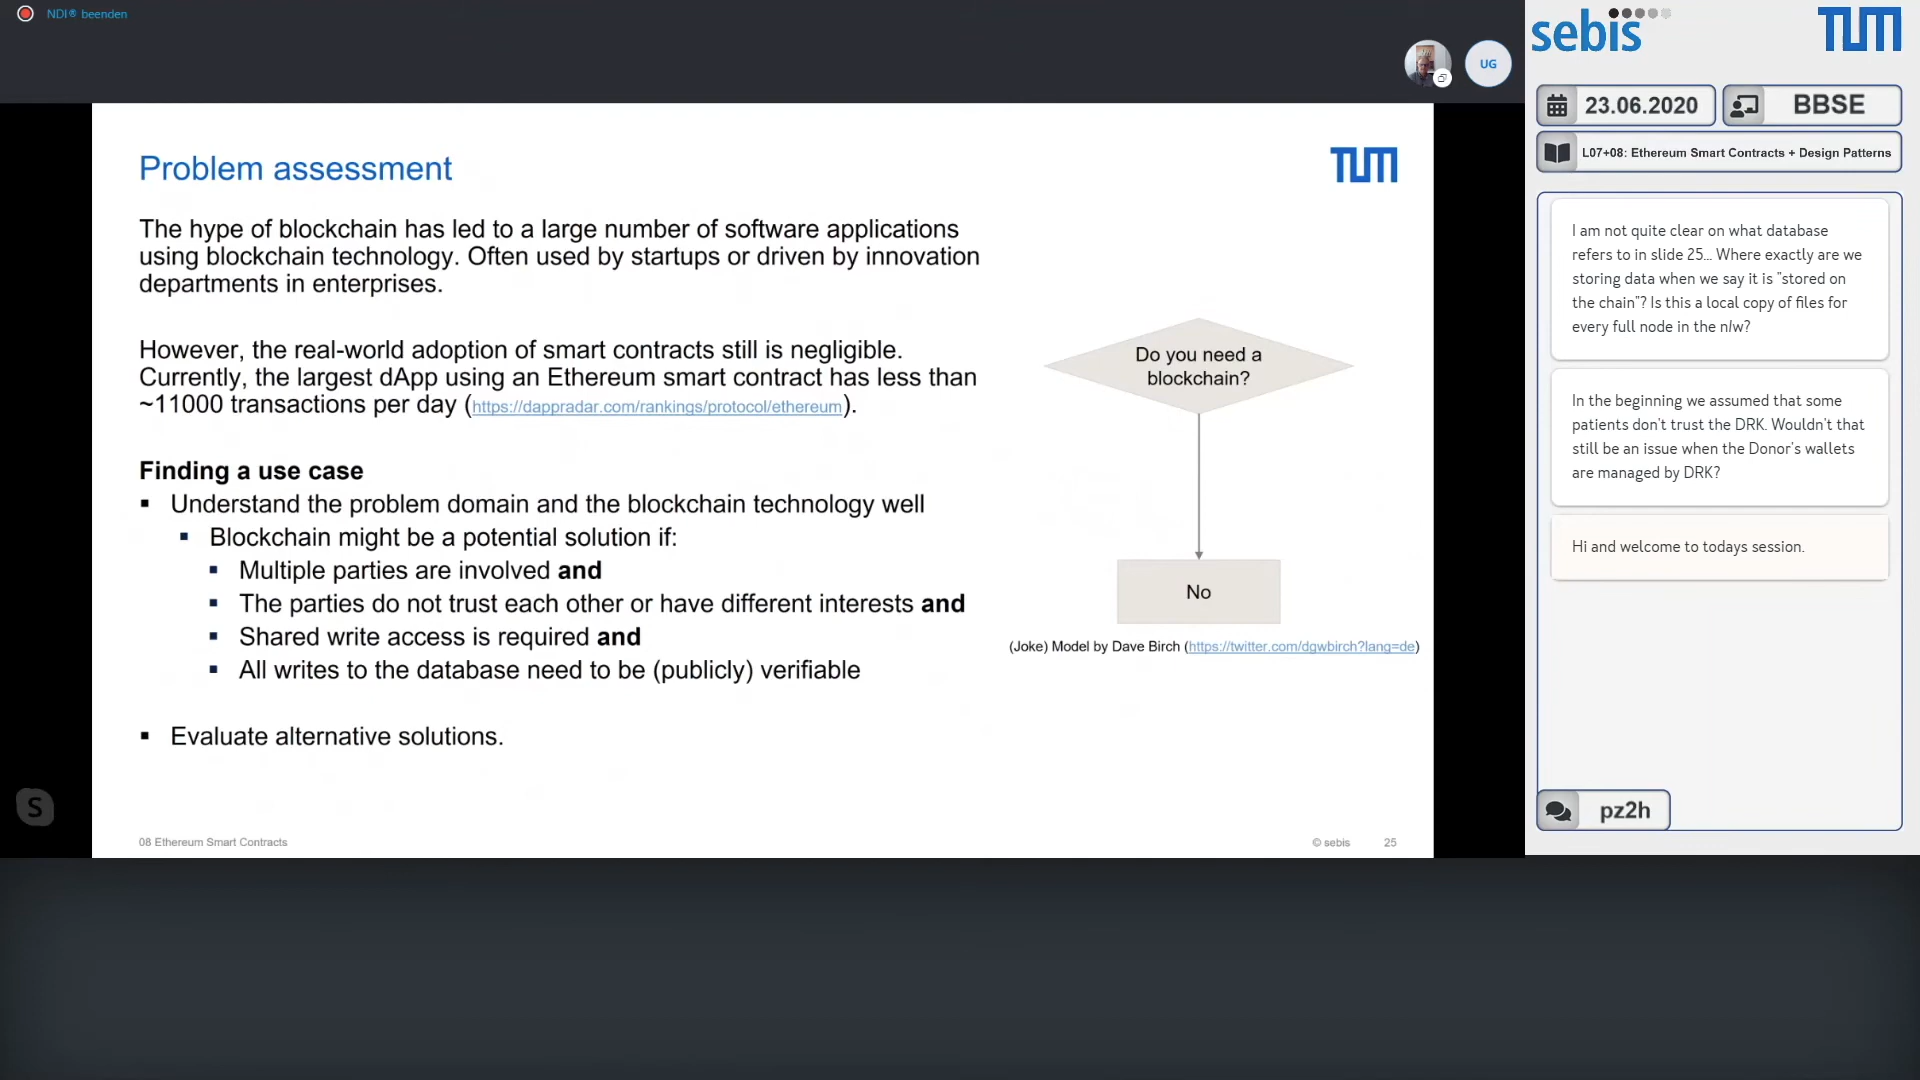 NDI® beenden
UG
Problem assessment
TUM
The hype of blockchain has led to a large number of software applications
using blockchain technology. Often used by startups or driven by innovation
departments in enterprises.
However, the real-world adoption of smart contracts still is negligible.
Currently, the largest dApp using an Ethereum smart contract has less than
~11000 transactions per day (https://dappradar.com/rankings/protocol/ethereum).
Finding a use case
▪ Understand the problem domain and the blockchain technology well
▪ Blockchain might be a potential solution if:
▪ Multiple parties are involved and
▪ The parties do not trust each other or have different interests and
▪ Shared write access is required and
▪ All writes to the database need to be (publicly) verifiable
▪ Evaluate alternative solutions.
Do you need a
blockchain?
No
(Joke) Model by Dave Birch (https://twitter.com/dgwbirch?lang=de)
S
08 Ethereum Smart Contracts
© sebis
25
sebis
TUM
23.06.2020
BBSE
L07+08: Ethereum Smart Contracts + Design Patterns
I am not quite clear on what database
refers to in slide 25... Where exactly are we
storing data when we say it is "stored on
the chain"? Is this a local copy of files for
every full node in the n/w?
In the beginning we assumed that some
patients don't trust the DRK. Wouldn't that
still be an issue when the Donor's wallets
are managed by DRK?
Hi and welcome to todays session.
pz2h